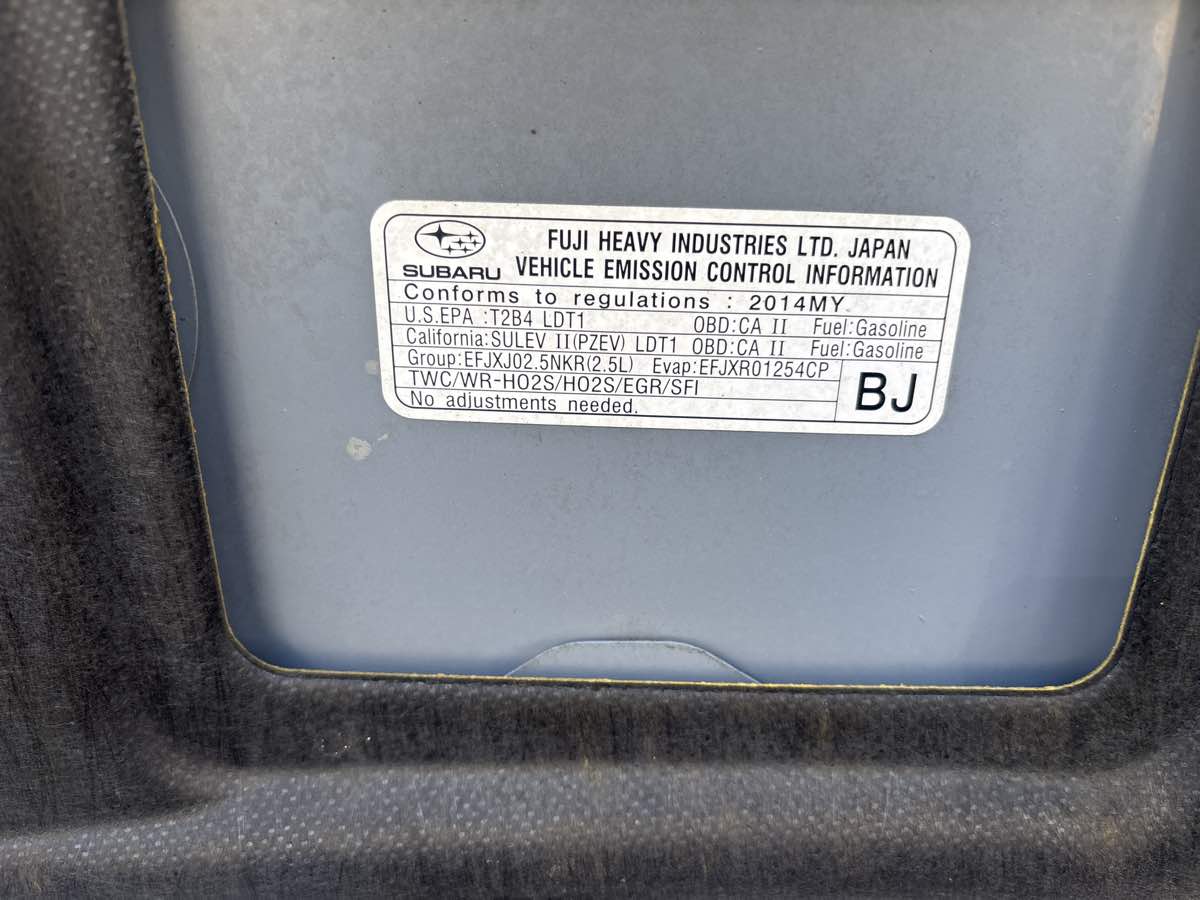 SUBARU
FUJI HEAVY INDUSTRIES LTD. JAPAN
VEHICLE EMISSION CONTROL INFORMATION
Conforms to regulations : 2014MY
U.S.EPA :T2B4 LDT1 OBD:CA II Fuel:Gasoline
California:SULEV II(PZEV) LDT1 OBD:CA II Fuel:Gasoline
Group:EFJXJ02.5NKR(2.5L) Evap:EFJXR01254CP
TWC/WR-HO2S/HO2S/EGR/SFI
No adjustments needed.
BJ